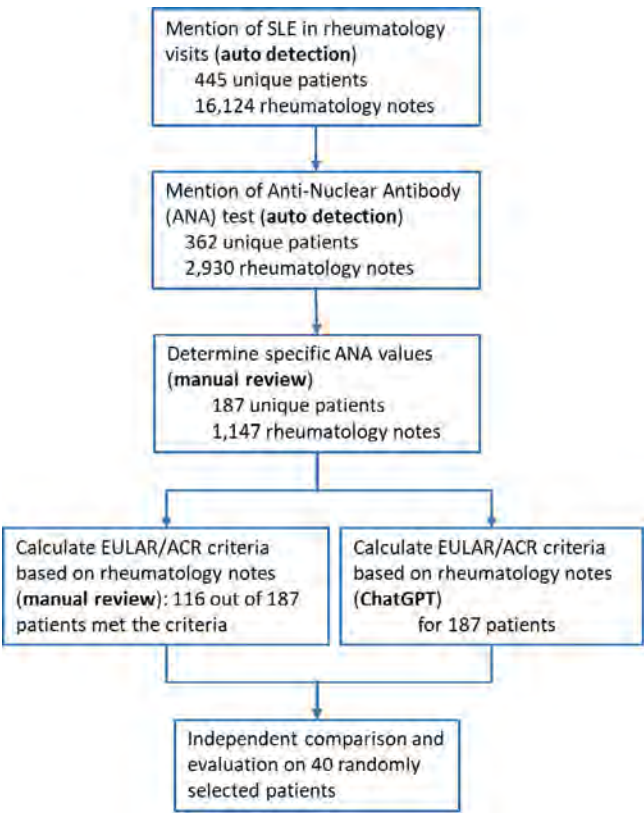 Mention of SLE in rheumatology
visits (auto detection)
445 unique patients
16,124 rheumatology notes
Mention of Anti-Nuclear Antibody
(ANA) test (auto detection)
362 unique patients
2,930 rheumatology notes
Determine specific ANA values
(manual review)
187 unique patients
1,147 rheumatology notes
Calculate EULAR/ACR criteria
based on rheumatology notes
(manual review): 116 out of 187
patients met the criteria
Calculate EULAR/ACR criteria
based on rheumatology notes
(ChatGPT)
for 187 patients
Independent comparison and
evaluation on 40 randomly
selected patients